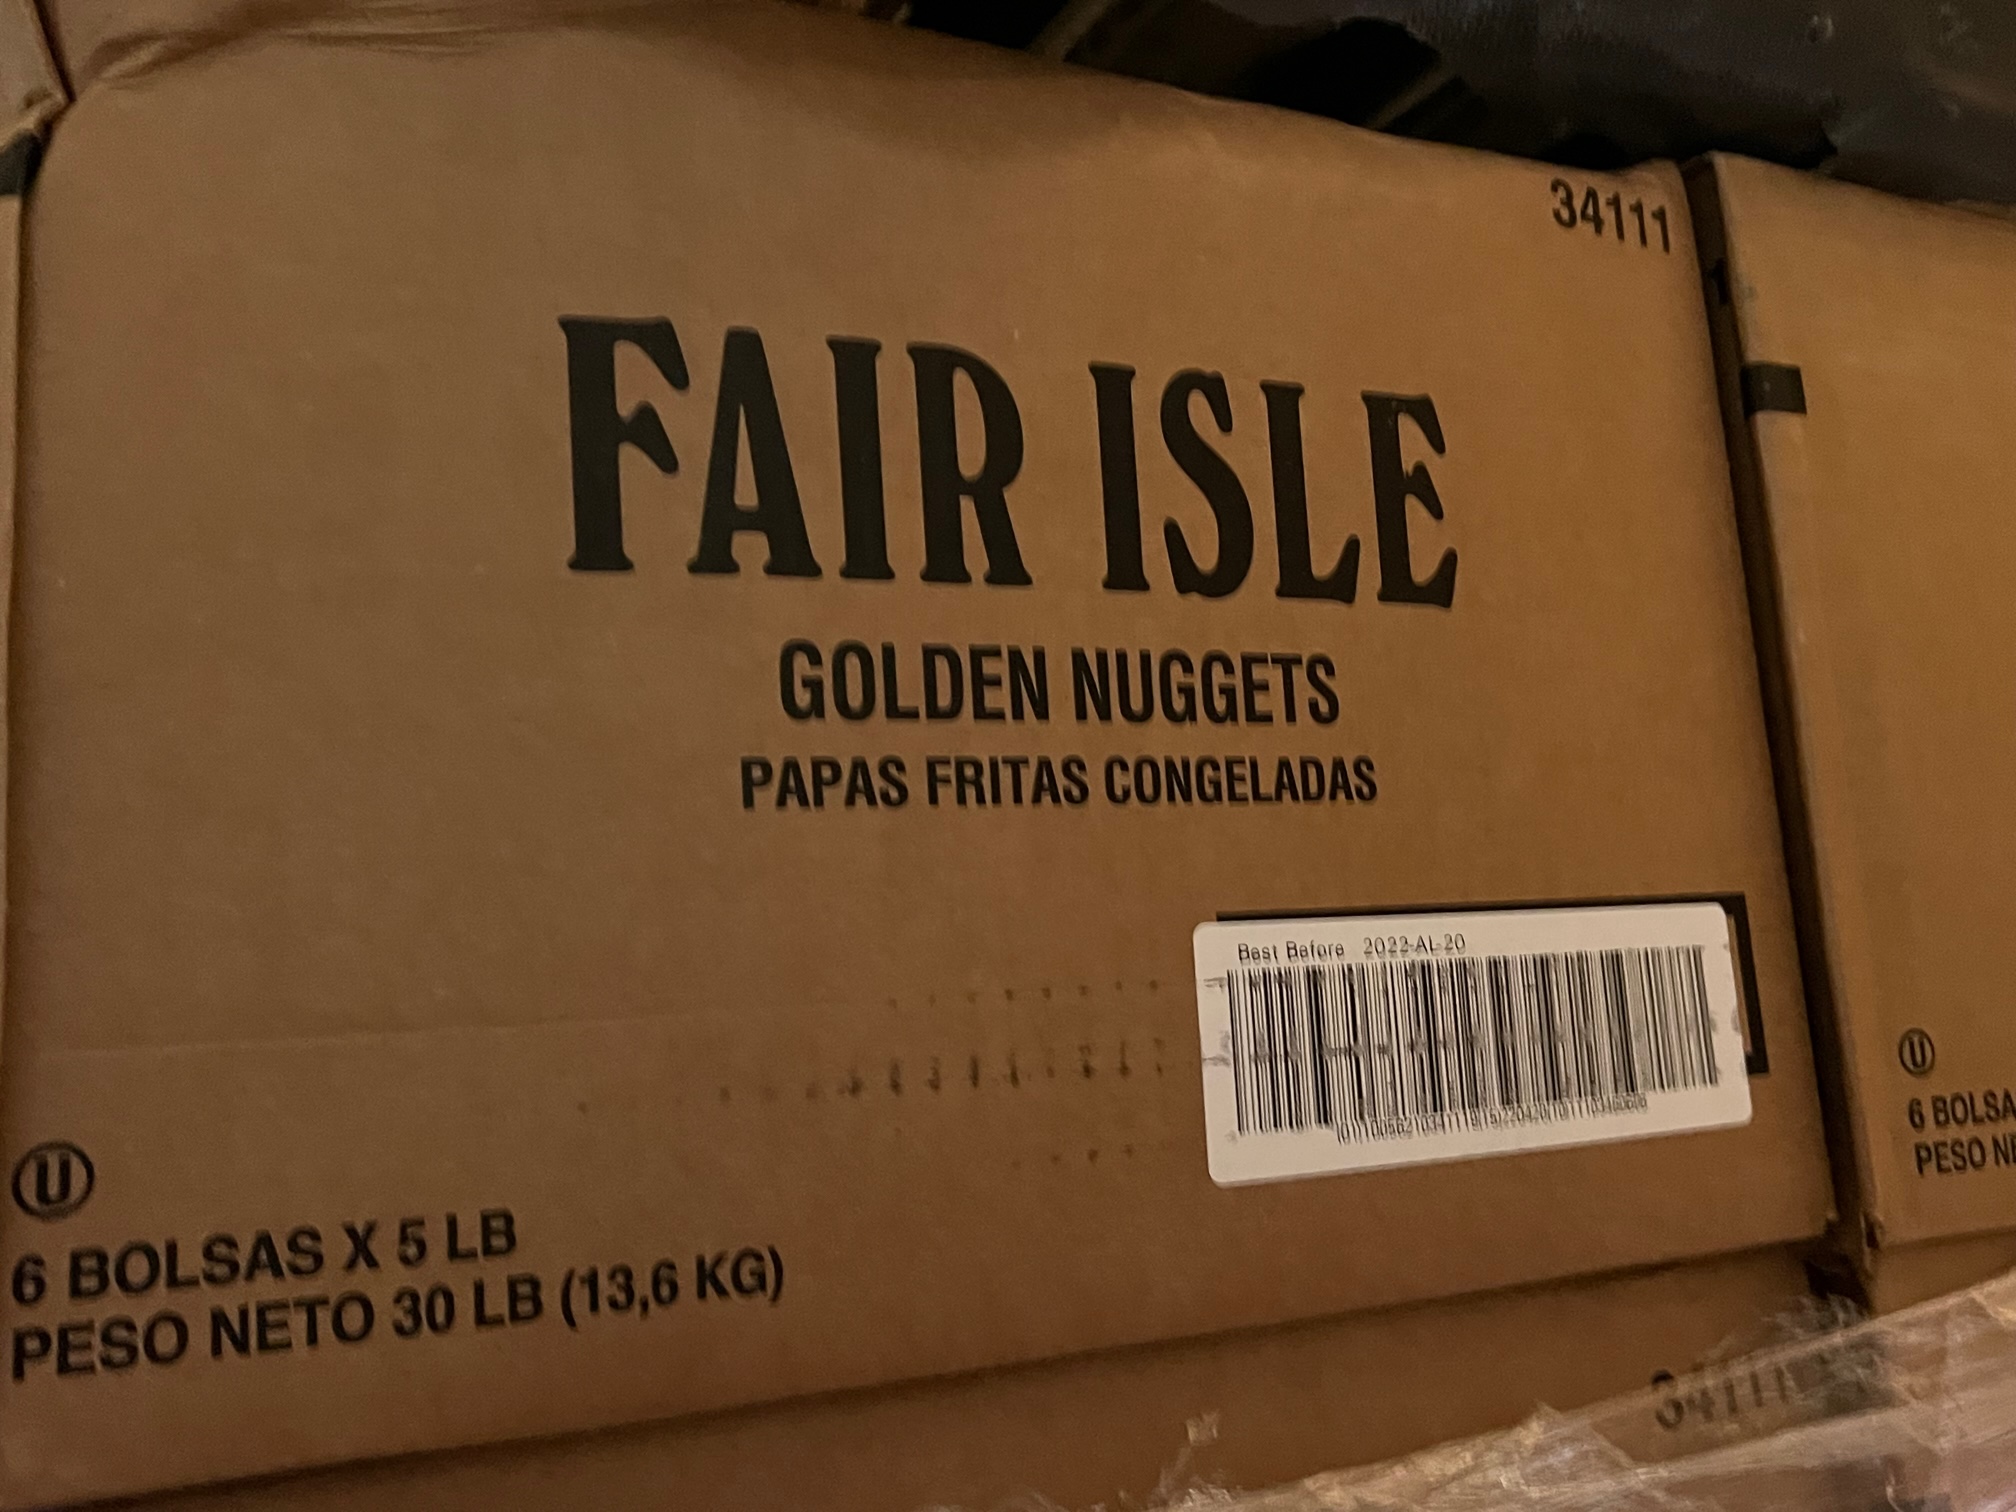 34111
FAIR ISLE
GOLDEN NUGGETS
PAPAS FRITAS CONGELADAS
Best Before 2022-AL-20
U
6 BOLSAS X 5 LB
PESO NETO 30 LB (13,6 KG)
U
6 BOLSA
PESO NE
34111